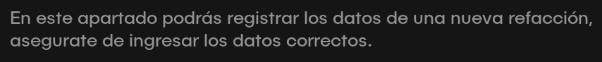 En este apartado podrás registrar los datos de una nueva refacción,
asegurate de ingresar los datos correctos.